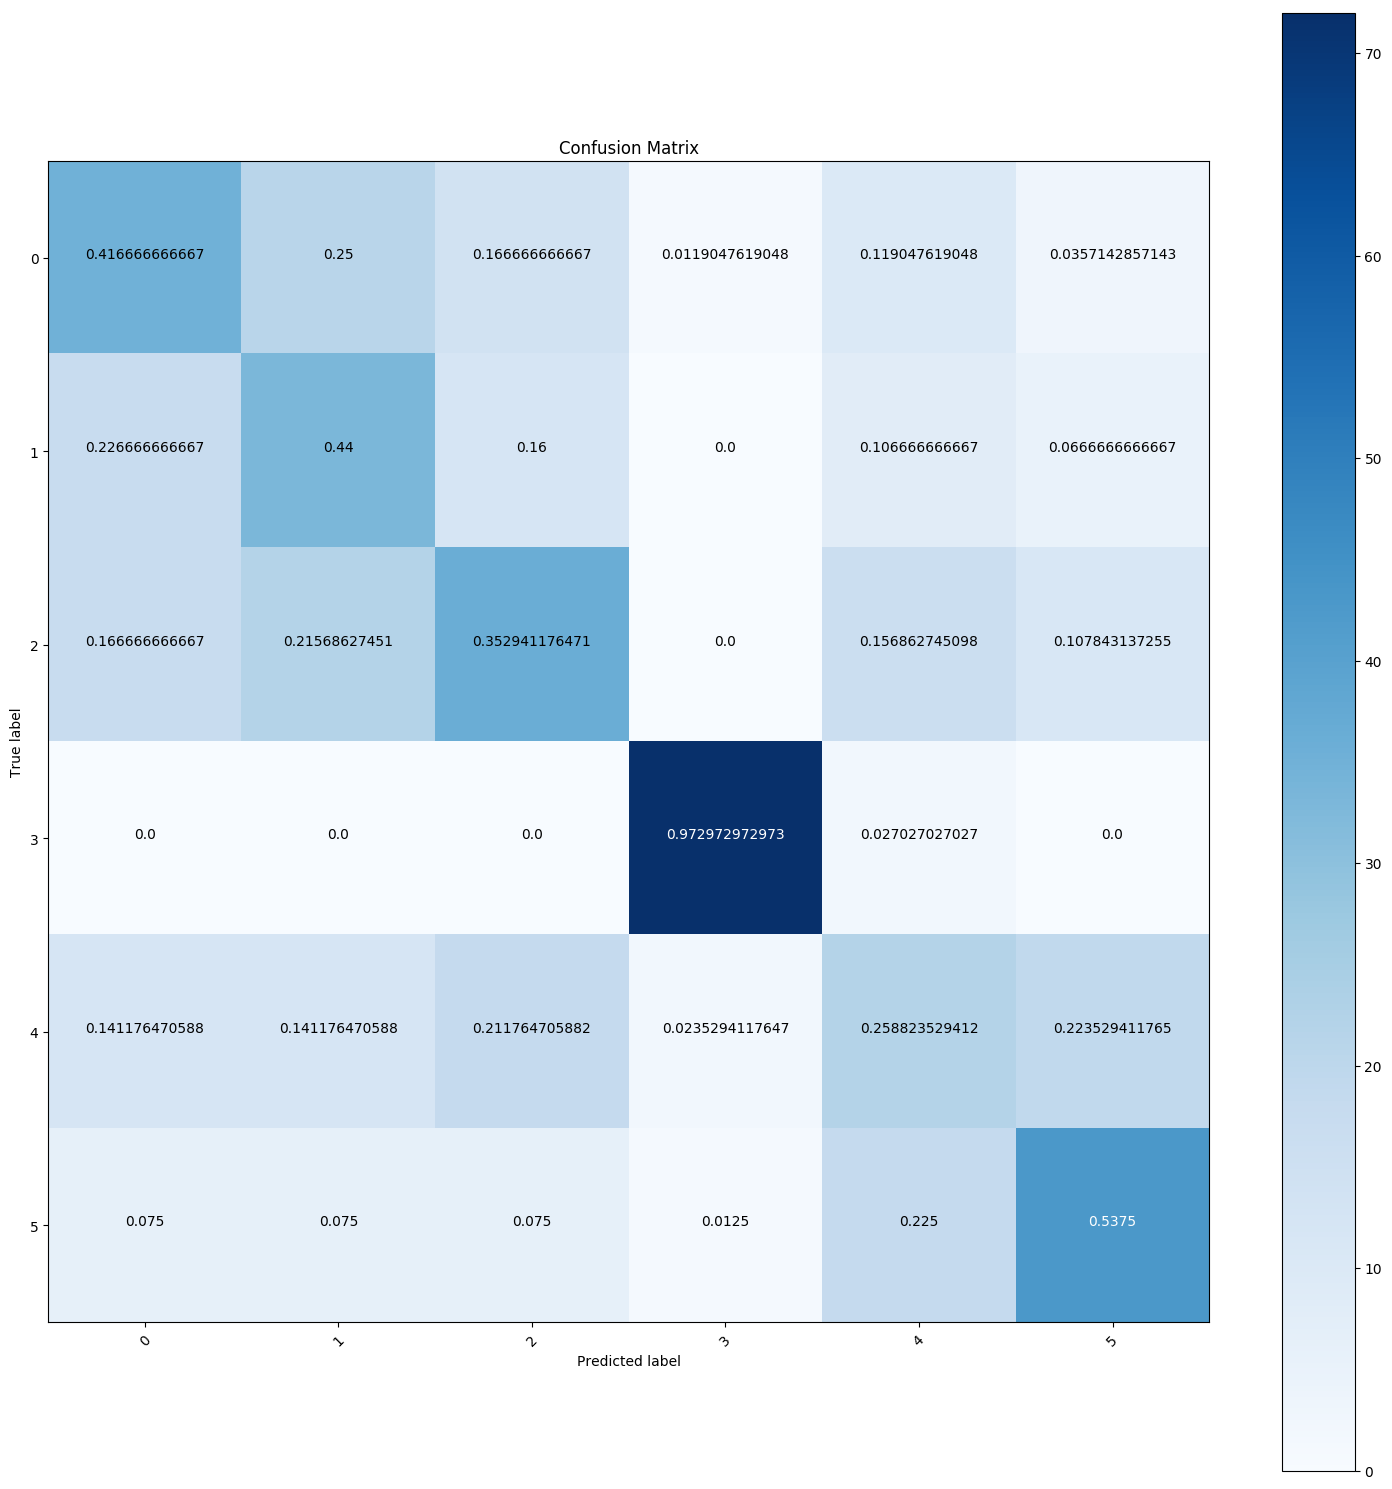 Confusion Matrix
0 0.416666666667 0.25 0.166666666667 0.0119047619048 0.119047619048 0.0357142857143
1 0.226666666667 0.44 0.16 0.0 0.106666666667 0.0666666666667
2 0.166666666667 0.21568627451 0.352941176471 0.0 0.156862745098 0.107843137255
3 0.0 0.0 0.0 0.972972972973 0.027027027027 0.0
4 0.141176470588 0.141176470588 0.211764705882 0.0235294117647 0.258823529412 0.223529411765
5 0.075 0.075 0.075 0.0125 0.225 0.5375
True label
0 1 2 3 4 5
Predicted label
70
60
50
40
30
20
10
0